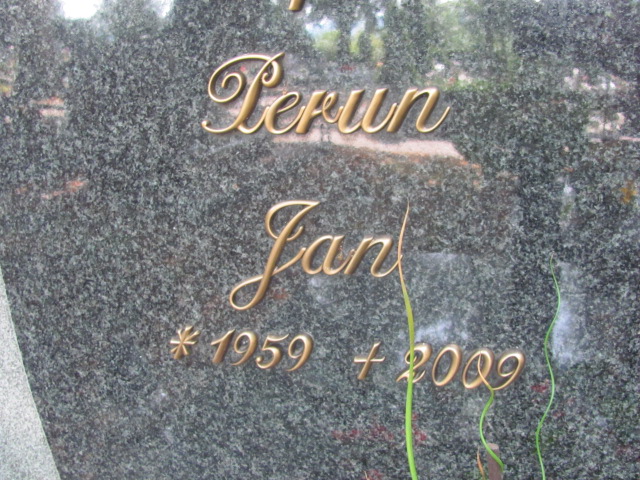 Perun
Jan
* 1959 + 2009